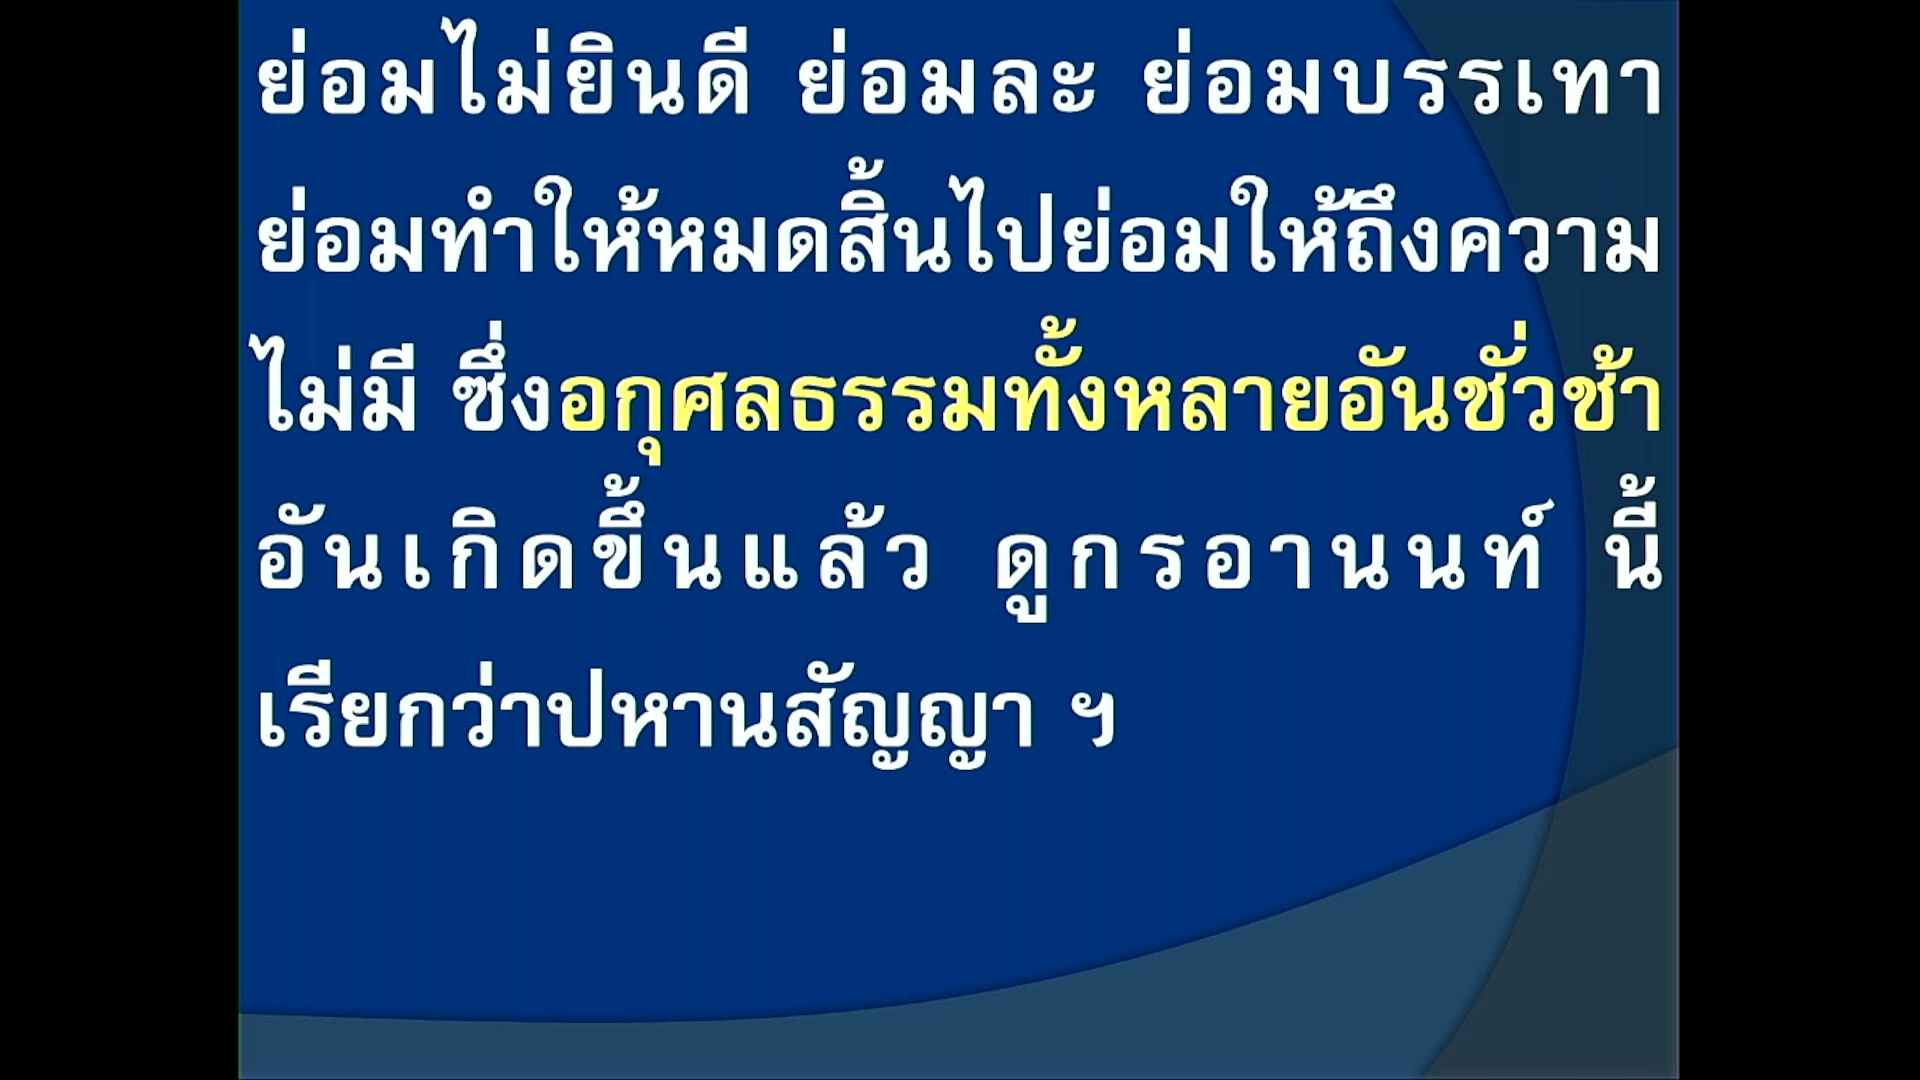 ย่อมไม่ยินดี ย่อมละ ย่อมบรรเทา
ย่อมทำให้หมดสิ้นไปย่อมให้ถึงความ
ไม่มี ซึ่งอกุศลธรรมทั้งหลายอันชั่วช้า
อันเกิดขึ้นแล้ว ดูกรอานนท์ นี้
เรียกว่าปหานสัญญา ฯ